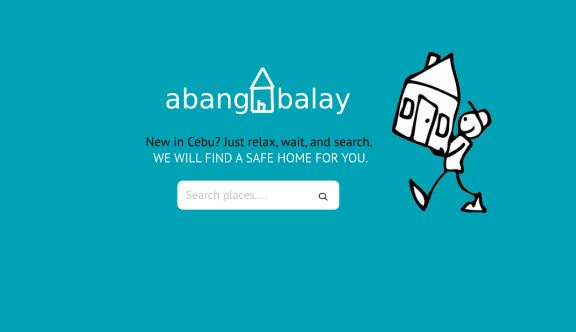 abang balay
New in Cebu? Just relax, wait, and search.
WE WILL FIND A SAFE HOME FOR YOU.
Search places....